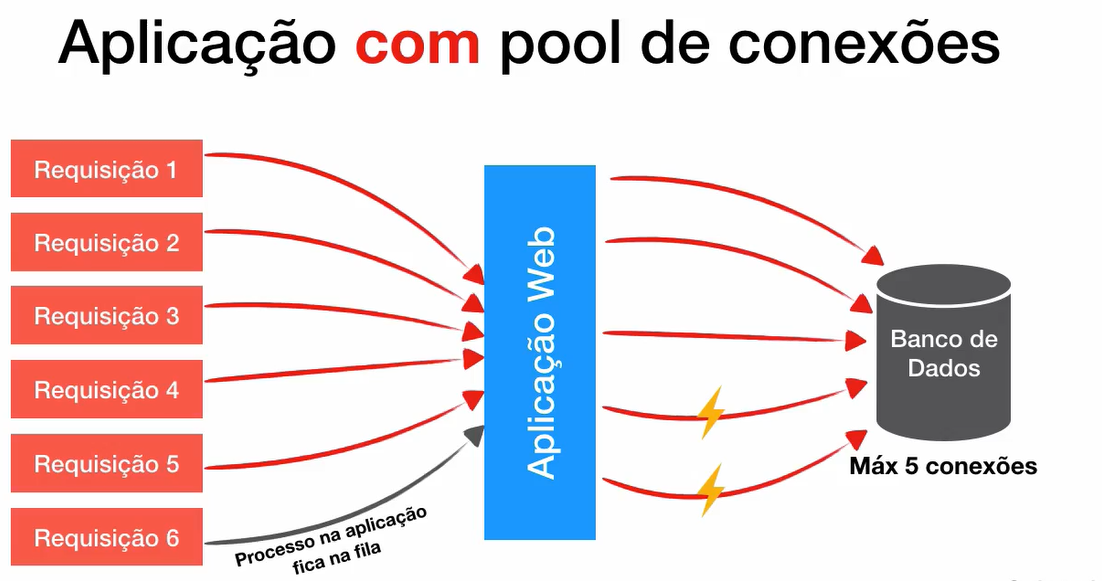 Aplicação com pool de conexões
Requisição 1
Requisição 2
Requisição 3
Requisição 4
Requisição 5
Requisição 6
Processo na aplicação
fica na fila
Aplicação Web
Banco de
Dados
Máx 5 conexões